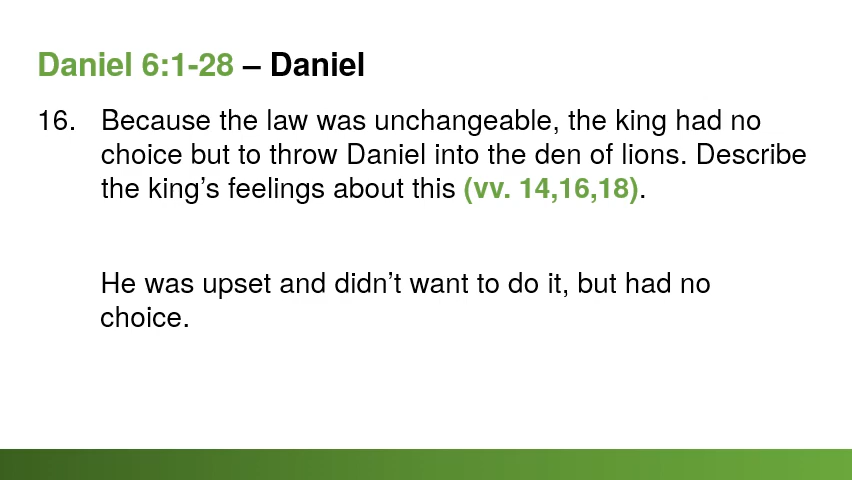 Daniel 6:1-28 – Daniel
16. Because the law was unchangeable, the king had no
choice but to throw Daniel into the den of lions. Describe
the king’s feelings about this (vv. 14,16,18).
He was upset and didn’t want to do it, but had no
choice.